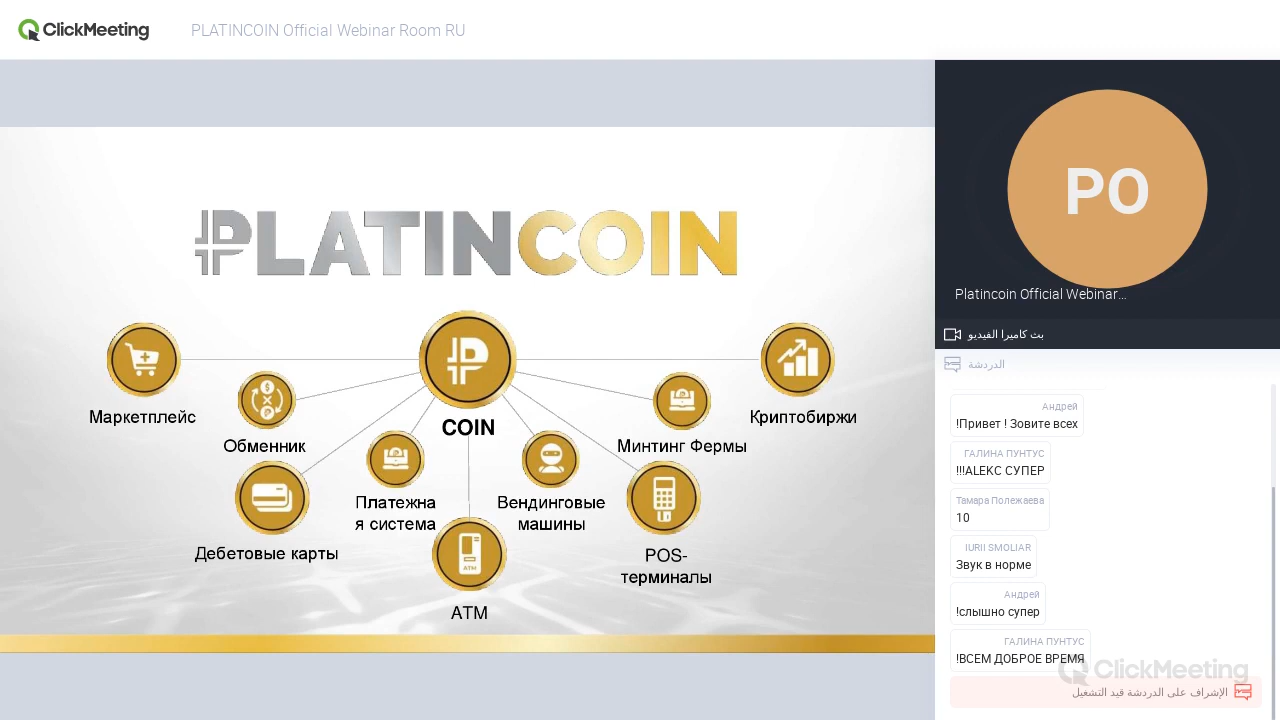 ClickMeeting
PLATINCOIN Official Webinar Room RU
PLATINCOIN
Маркетплейс
Обменник
COIN
Минтинг Фермы
Криптобиржи
Дебетовые карты
Платежна
я система
Вендинговые
машины
POS-
терминалы
ATM
ATM
PO
Platincoin Official Webinar...
بث كاميرا الفيديو
الدردشة
Андрей
!Привет ! Зовите всех
ГАЛИНА ПУНТУС
!!!ALEKC СУПЕР
Тамара Полежаева
10
IURII SMOLIAR
Звук в норме
Андрей
!слышно супер
ГАЛИНА ПУНТУС
!ВСЕМ ДОБРОЕ ВРЕМЯ
ClickMeeting
الإشراف على الدردشة قيد التشغيل